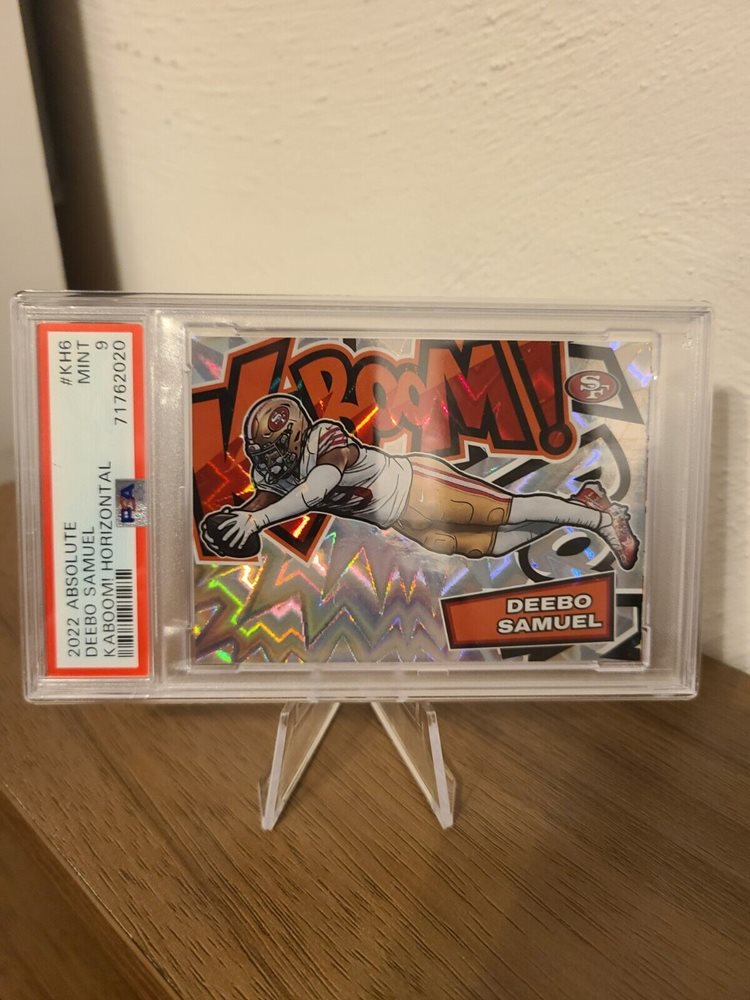 2022 ABSOLUTE
DEEBO SAMUEL
KABOOM! HORIZONTAL
#KH6
MINT
9
71762020
PSA
KABOOM!
SF
DEEBO
SAMUEL